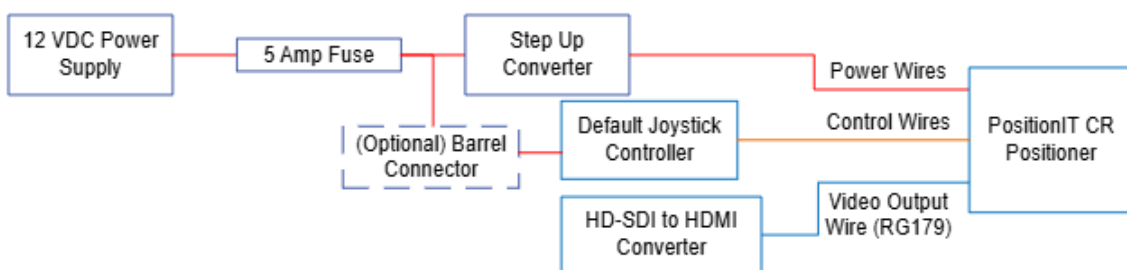 12 VDC Power
Supply
5 Amp Fuse
Step Up
Converter
Power Wires
(Optional) Barrel
Connector
Default Joystick
Controller
Control Wires
PositionIT CR
Positioner
HD-SDI to HDMI
Converter
Video Output
Wire (RG179)